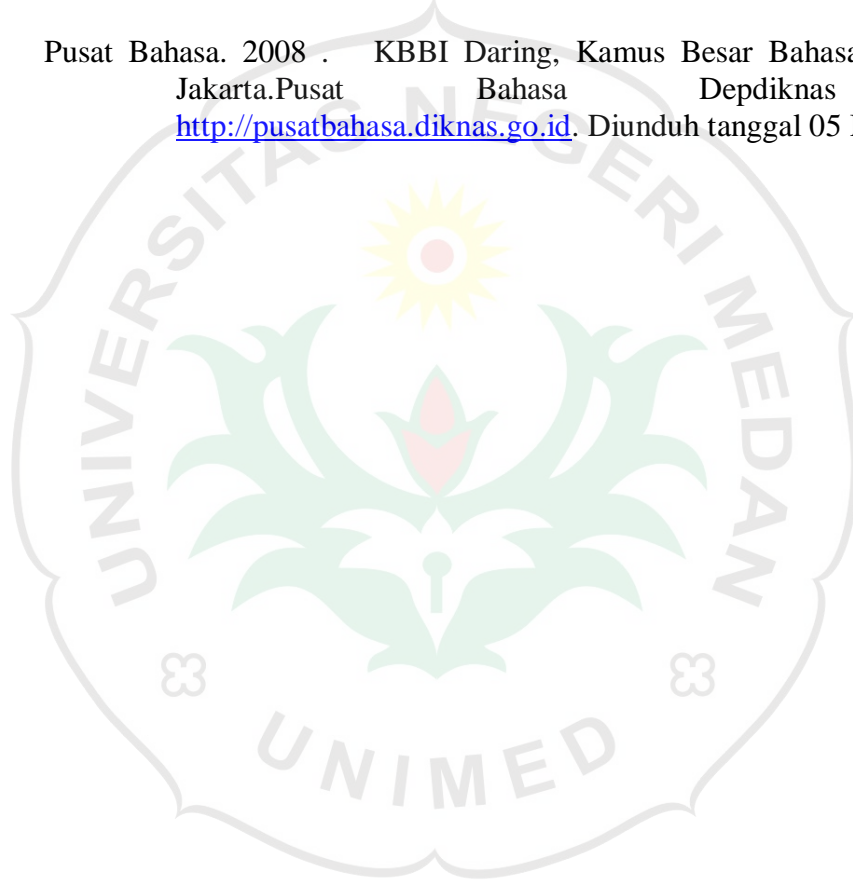 Pusat Bahasa. 2008 . KBBI Daring, Kamus Besar Bahasa
Jakarta.Pusat Bahasa Depdiknas
http://pusatbahasa.diknas.go.id. Diunduh tanggal 05
UNIVERSITAS NEGERI MEDAN
UNIMED